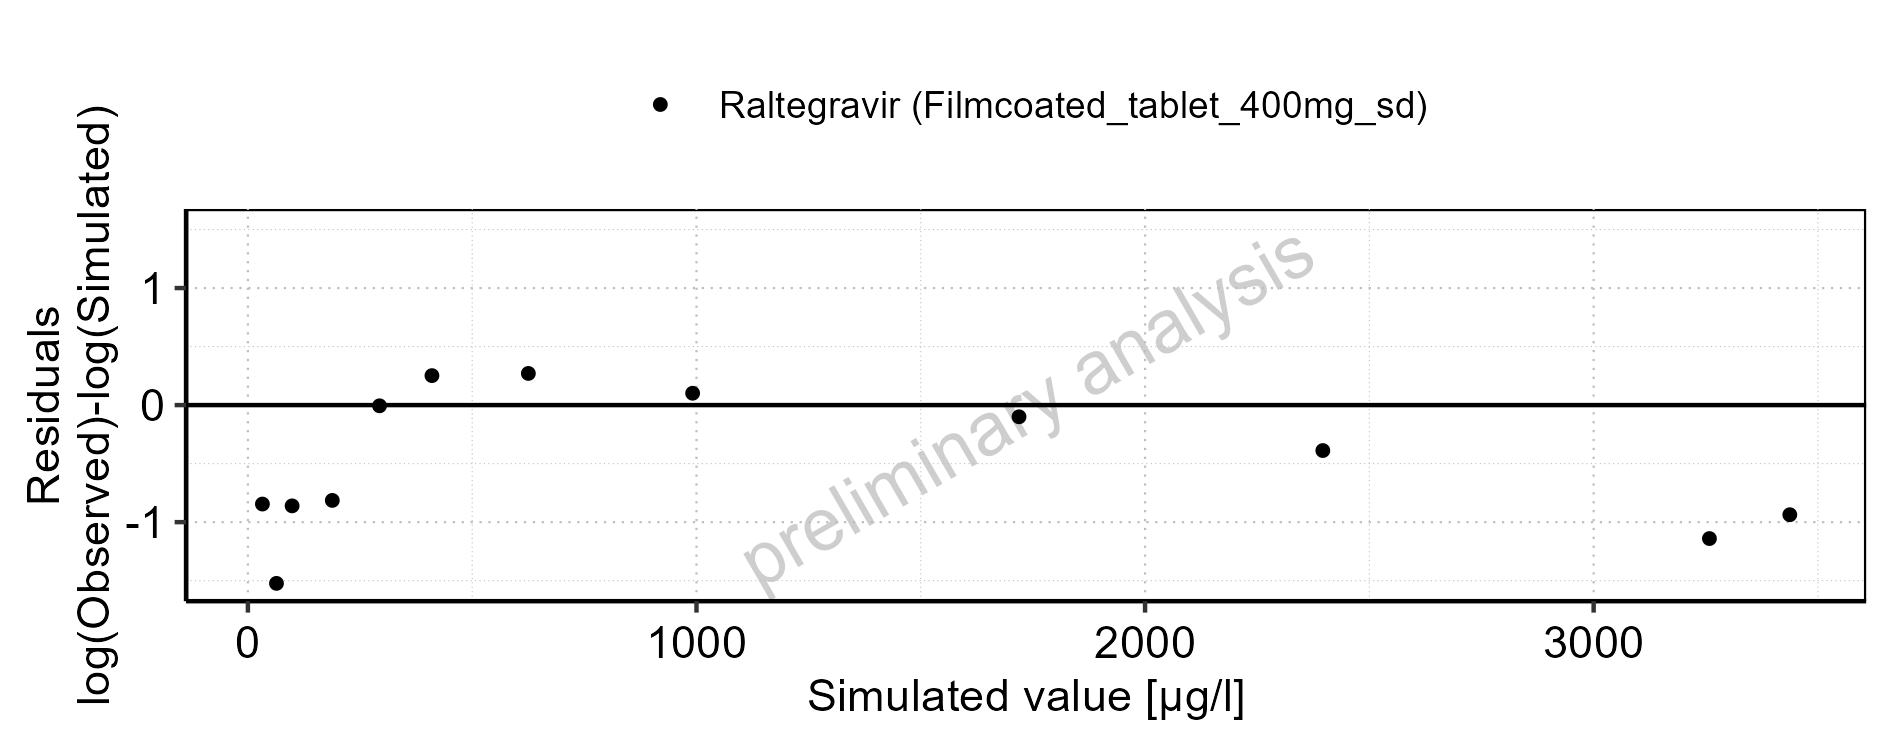 Raltegravir (Filmcoated_tablet_400mg_sd)
Residuals
log(Observed)-log(Simulated)
1
0
-1
preliminary analysis
0
1000
2000
3000
Simulated value [µg/l]